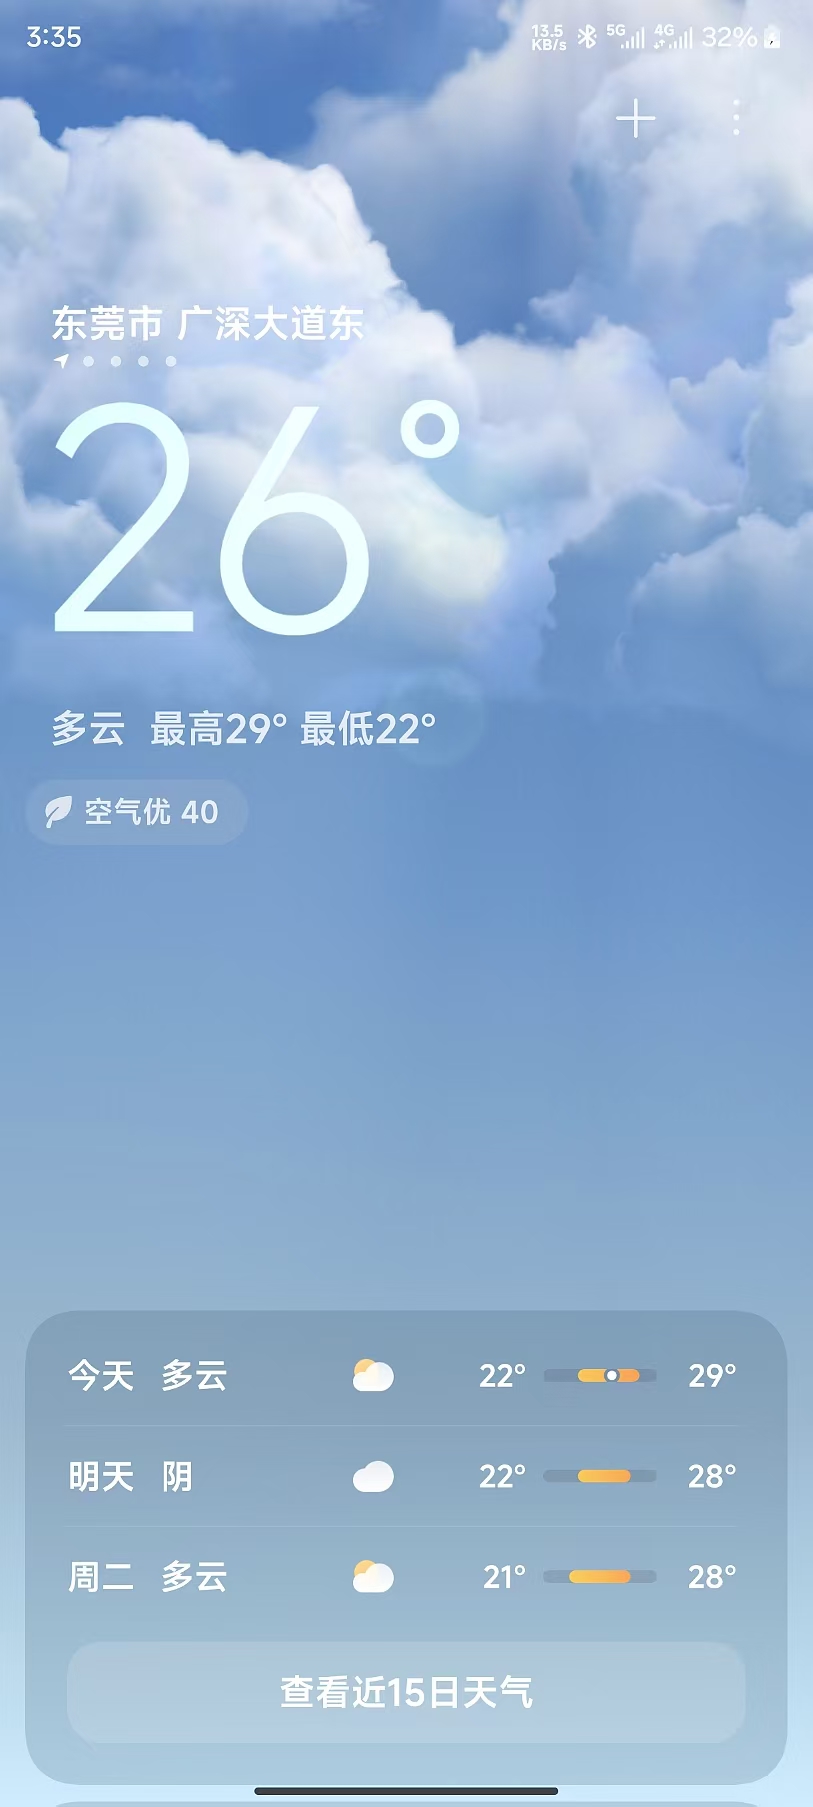 3:35 13.5 KB/s 5G 4G 32%
东莞市 广深大道东
26°
多云 最高29° 最低22°
空气优 40
今天 多云 22° 29°
明天 阴 22° 28°
周二 多云 21° 28°
查看近15日天气